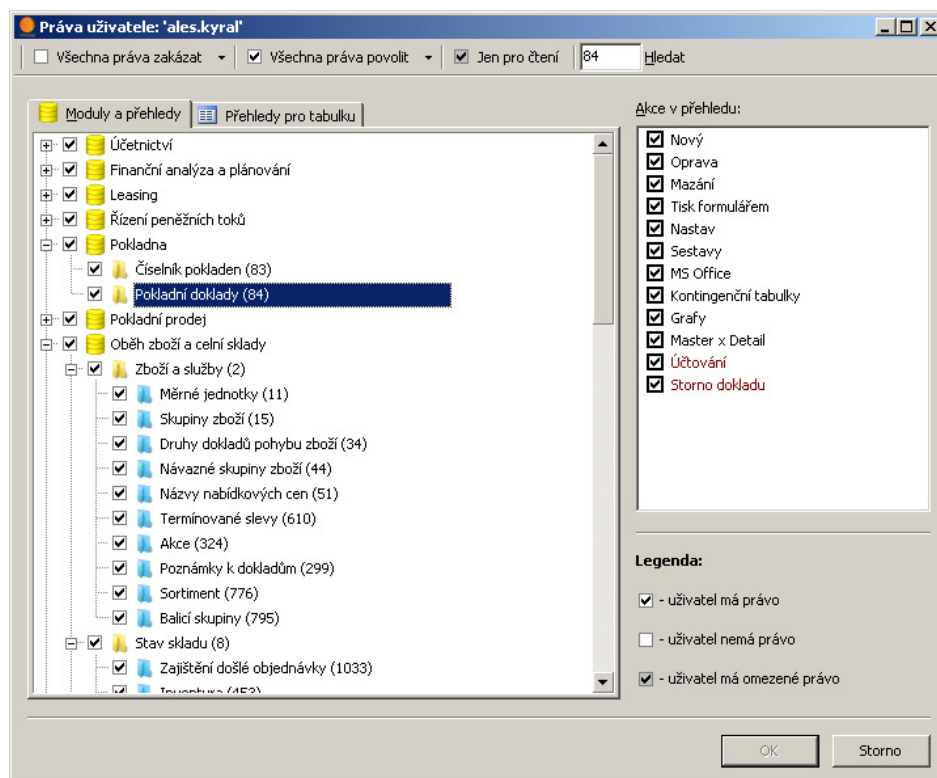 Práva uživatele: 'ales.kyral'
Všechna práva zakázat
Všechna práva povolit
Jen pro čtení
84
Hledat
Moduly a přehledy
Přehledy pro tabulku
Účetnictví
Finanční analýza a plánování
Leasing
Řízení peněžních toků
Pokladna
Číselník pokladen (83)
Pokladní doklady (84)
Pokladní prodej
Oběh zboží a celní sklady
Zboží a služby (2)
Měrné jednotky (11)
Skupiny zboží (15)
Druhy dokladů pohybu zboží (34)
Návazné skupiny zboží (44)
Názvy nabídkových cen (51)
Termínované slevy (610)
Akce (324)
Poznámky k dokladům (299)
Sortiment (776)
Balicí skupiny (795)
Stav skladu (8)
Zajištění došlé objednávky (1033)
Inventura (453)
Akce v přehledu:
Nový
Oprava
Mazání
Tisk formulářem
Nastav
Sestavy
MS Office
Kontingenční tabulky
Grafy
Master x Detail
Účtování
Storno dokladu
Legenda:
- uživatel má právo
- uživatel nemá právo
- uživatel má omezené právo
OK
Storno